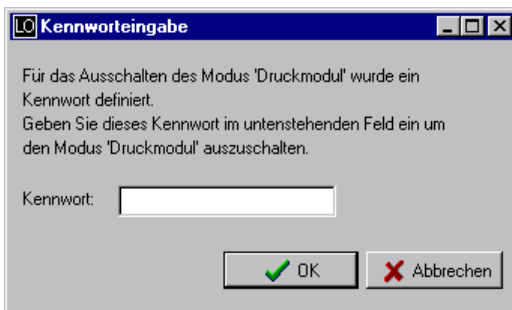 LO Kennworteingabe
Für das Ausschalten des Modus 'Druckmodul' wurde ein
Kennwort definiert.
Geben Sie dieses Kennwort im untenstehenden Feld ein um
den Modus 'Druckmodul' auszuschalten.
Kennwort:
OK Abbrechen